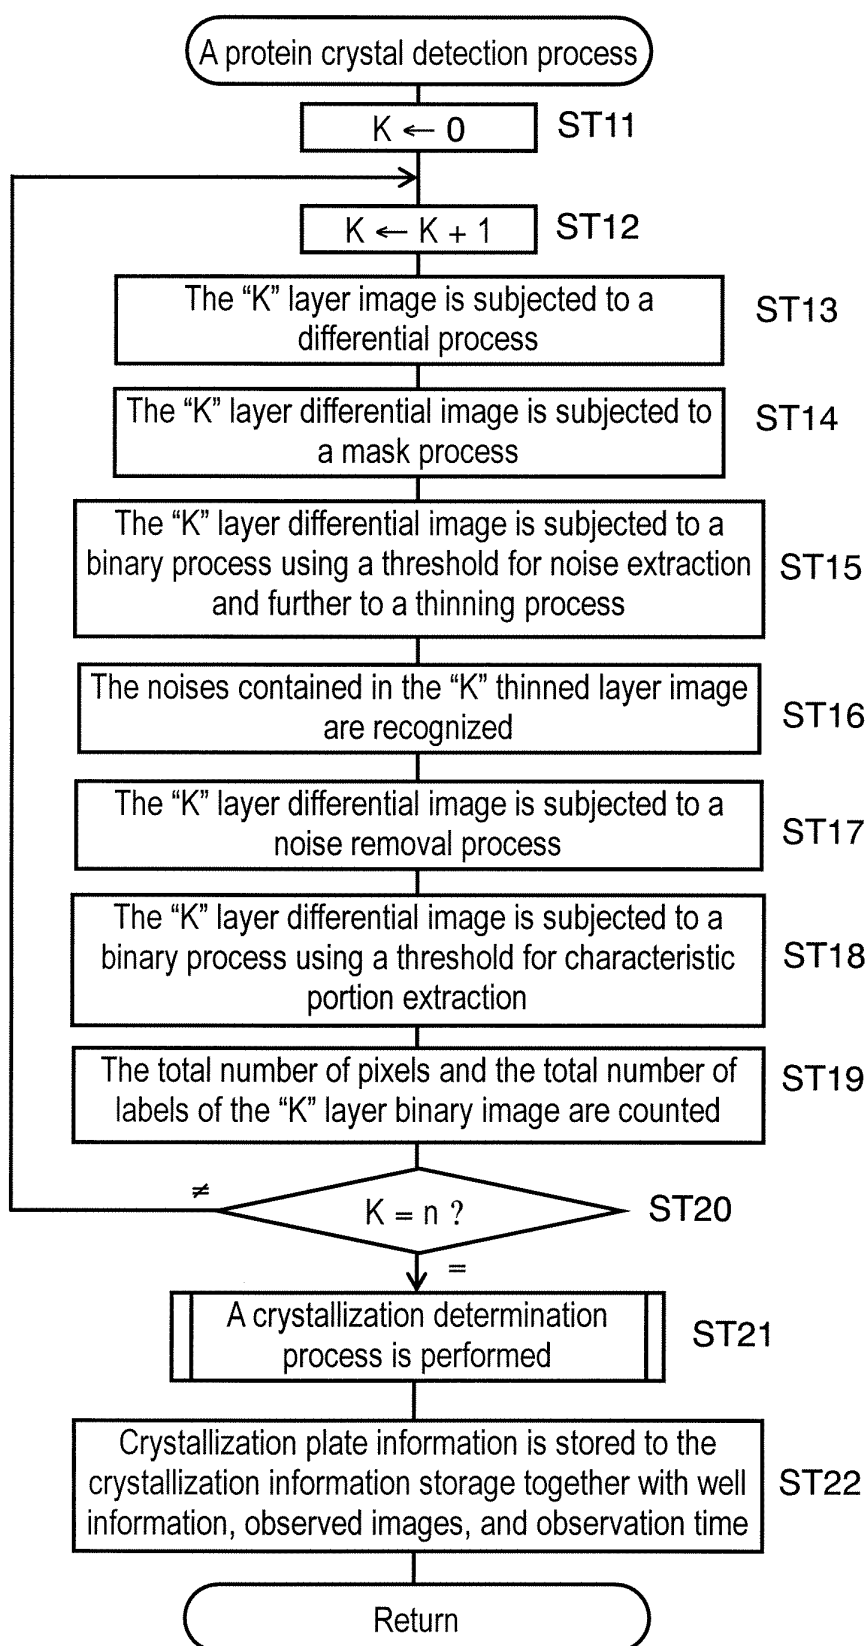 A protein crystal detection process
K ← 0
ST11
K ← K + 1
ST12
The “K” layer image is subjected to a
differential process
ST13
The “K” layer differential image is subjected to
a mask process
ST14
The “K” layer differential image is subjected to a
binary process using a threshold for noise extraction
and further to a thinning process
ST15
The noises contained in the “K” thinned layer image
are recognized
ST16
The “K” layer differential image is subjected to a
noise removal process
ST17
The “K” layer differential image is subjected to a
binary process using a threshold for characteristic
portion extraction
ST18
The total number of pixels and the total number of
labels of the “K” layer binary image are counted
ST19
≠
K = n ?
ST20
=
A crystallization determination
process is performed
ST21
Crystallization plate information is stored to the
crystallization information storage together with well
information, observed images, and observation time
ST22
Return